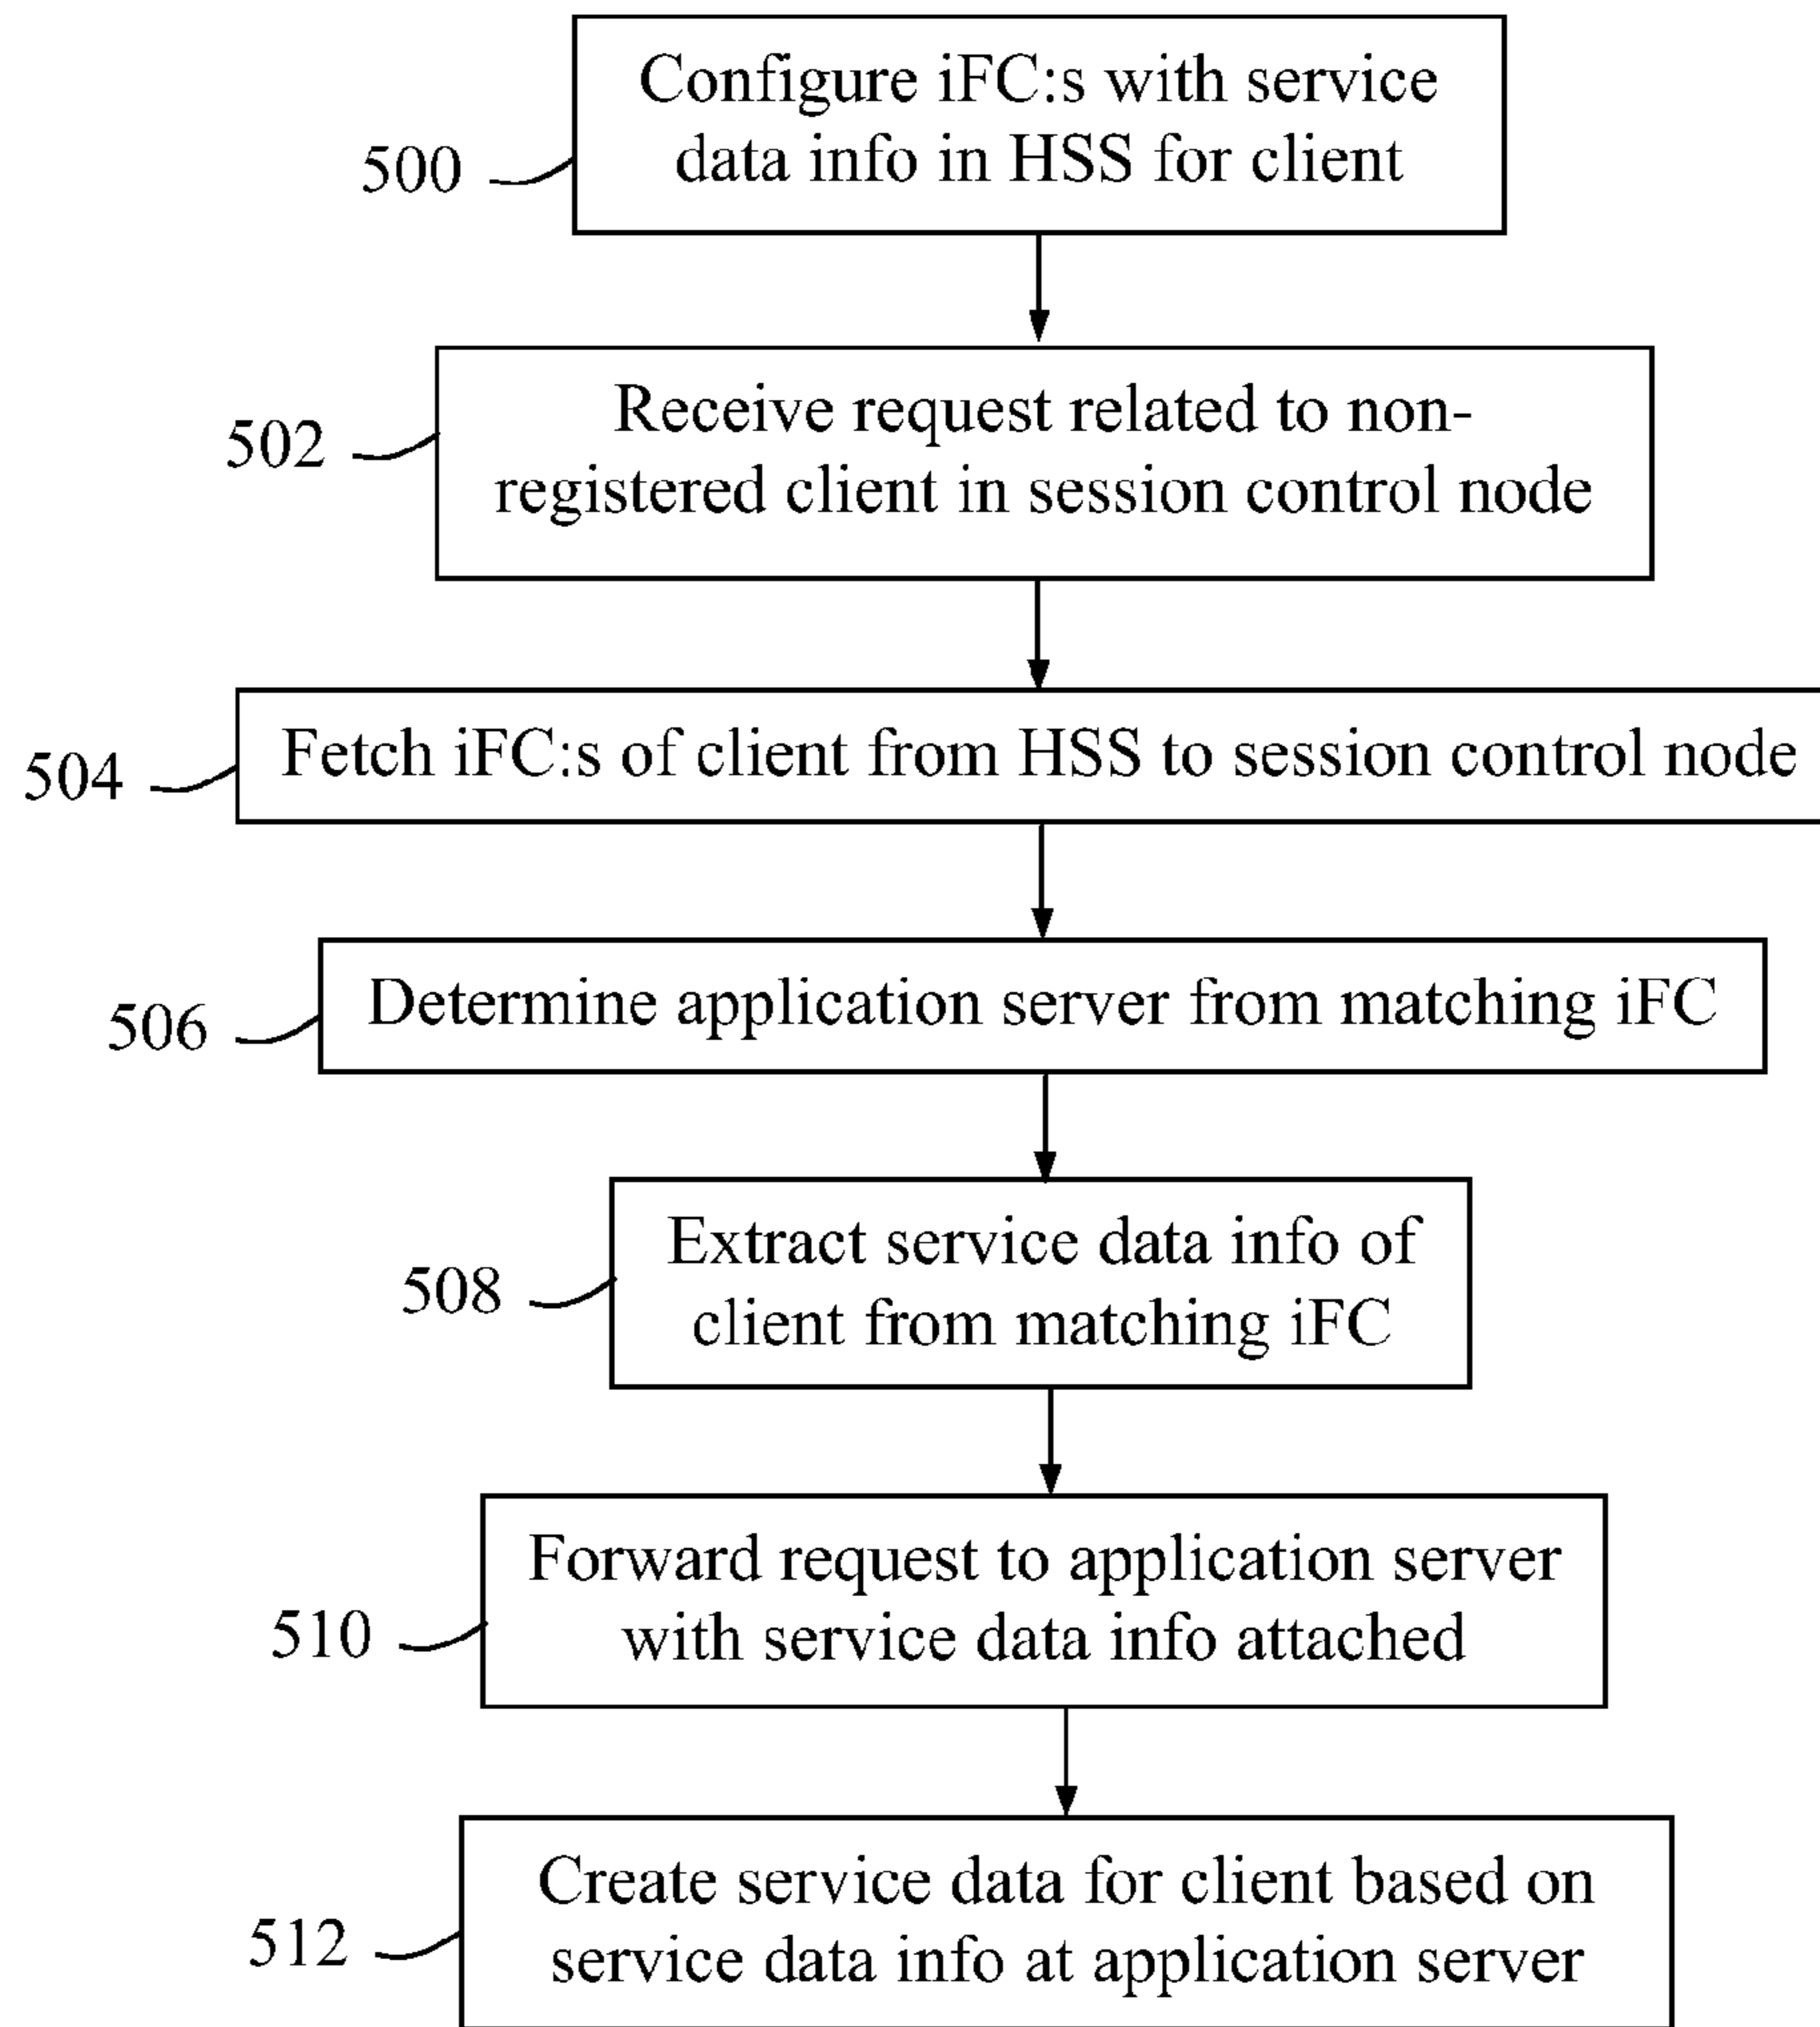 Configure iFC:s with service
data info in HSS for client
500
Receive request related to non-
registered client in session control node
502
Fetch iFC:s of client from HSS to session control node
504
Determine application server from matching iFC
506
Extract service data info of
client from matching iFC
508
Forward request to application server
with service data info attached
510
Create service data for client based on
service data info at application server
512